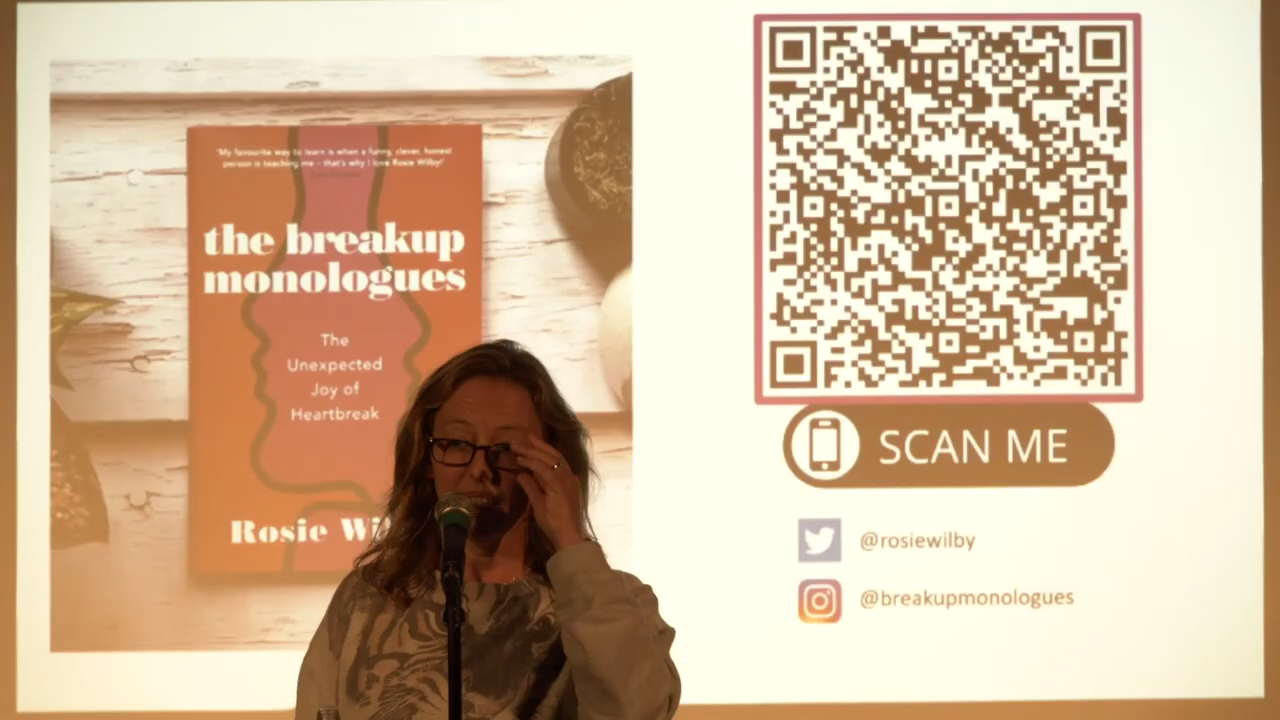 'My favourite way to learn is when a funny, clever, honest
person is teaching me – that's why I love Rosie Wilby!'
the breakup
monologues
The
Unexpected
Joy of
Heartbreak
Rosie
SCAN ME
@rosiewilby
@breakupmonologues